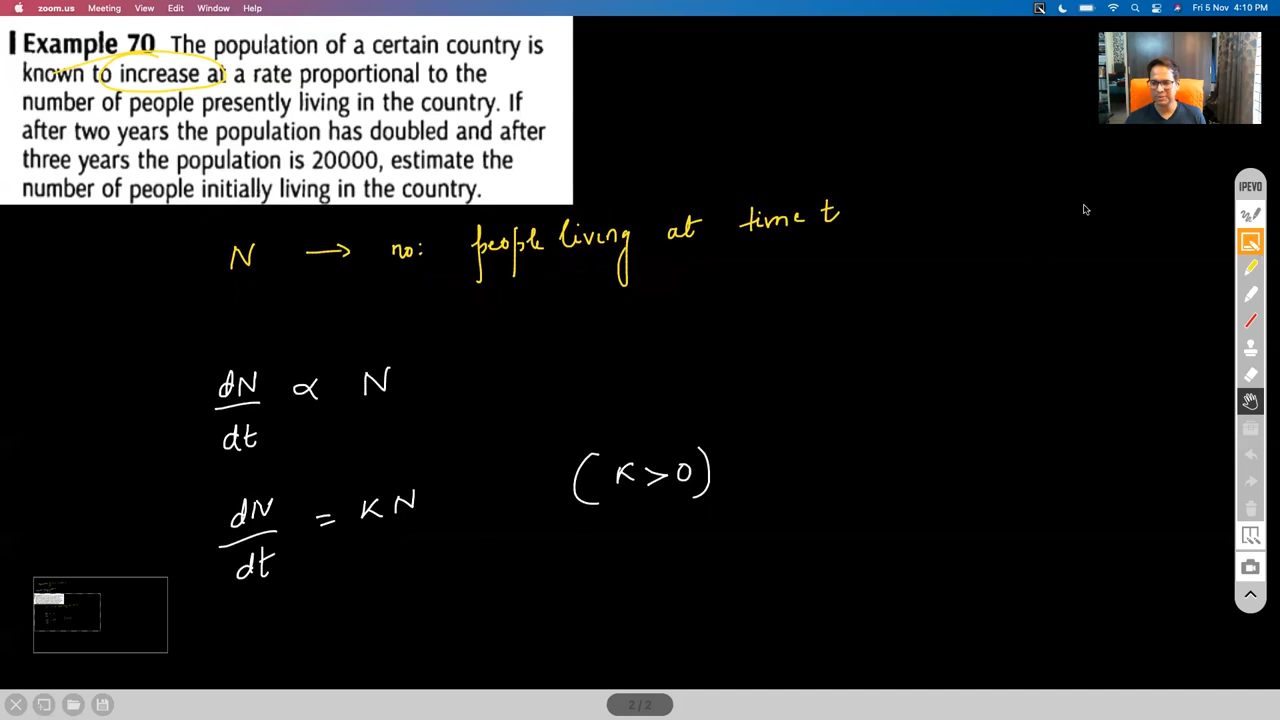 zoom.us Meeting View Edit Window Help Fri 5 Nov 4:10 PM
Example 70 The population of a certain country is
known to increase at a rate proportional to the
number of people presently living in the country. If
after two years the population has doubled and after
three years the population is 20000, estimate the
number of people initially living in the country.
IPEVO
N → no: people living at time t
dN/dt ∝ N
dN/dt = KN (K > 0)
2 / 2